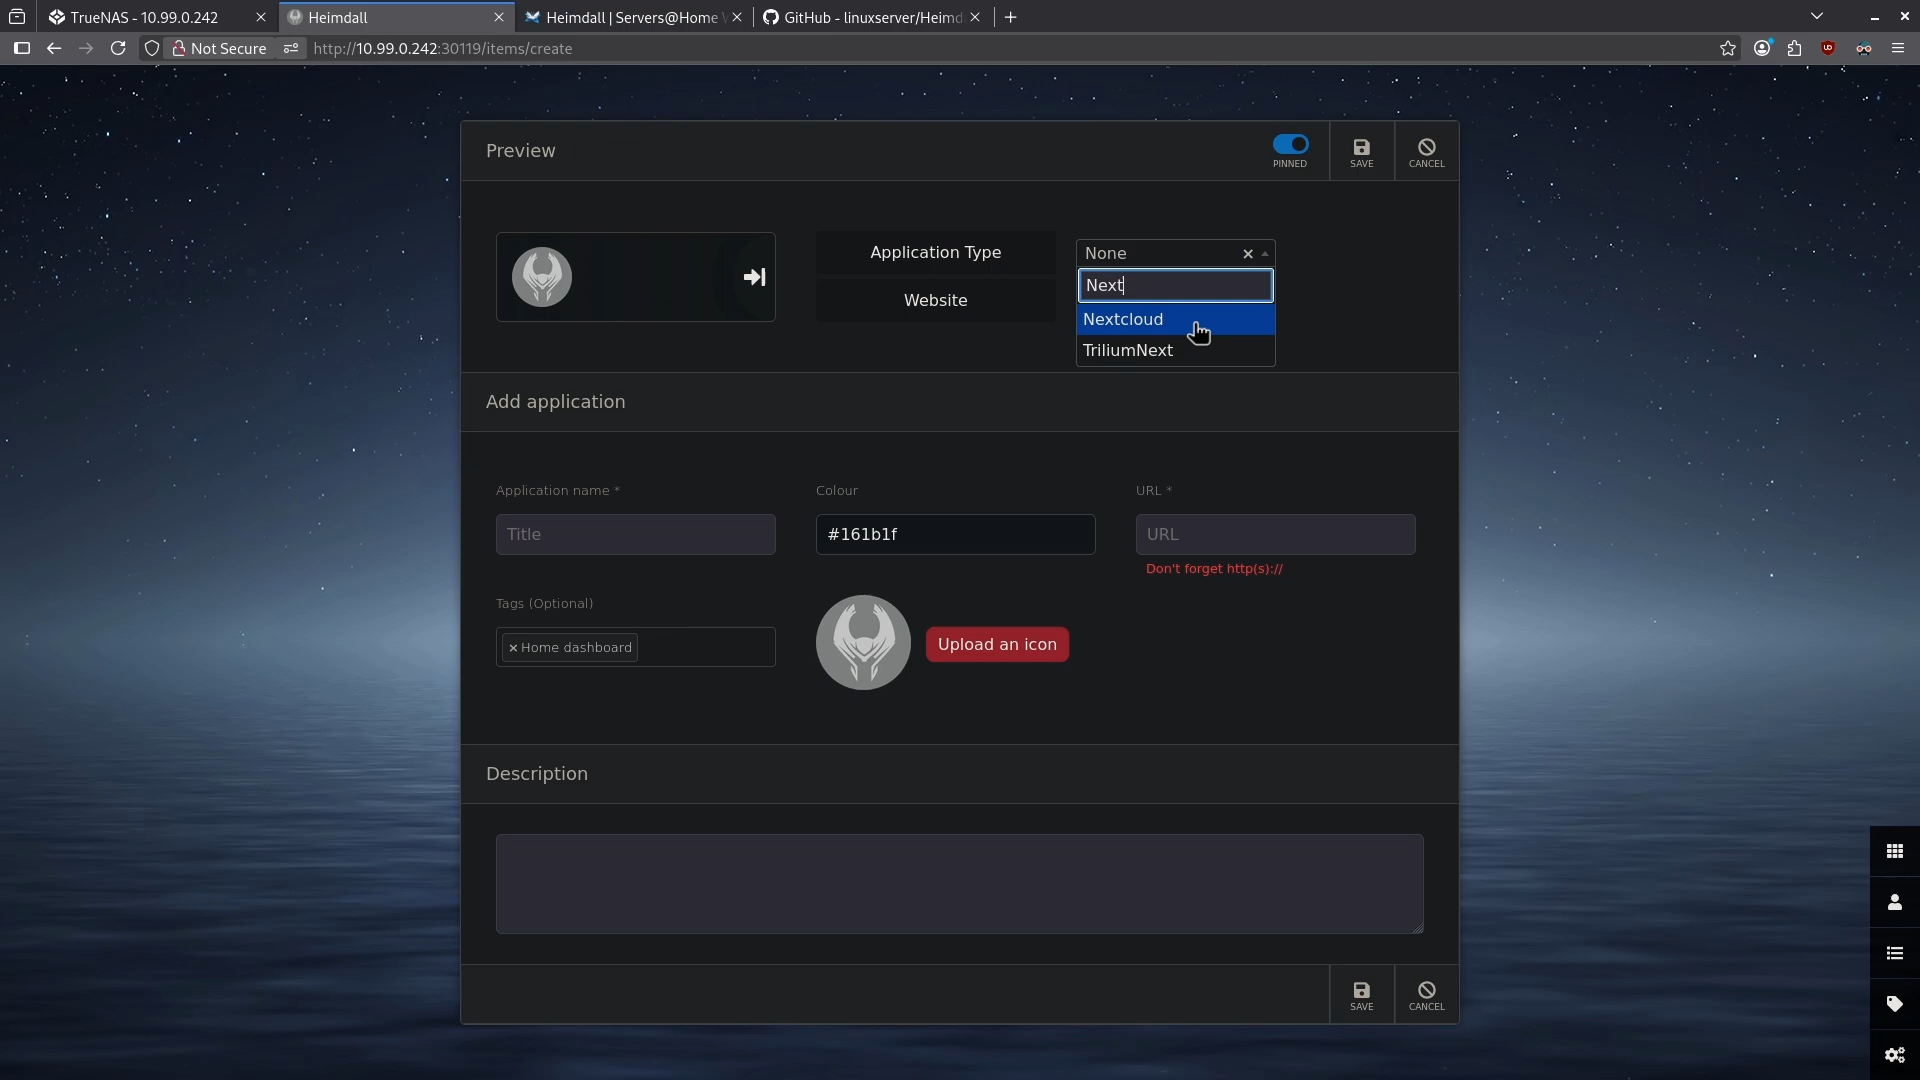 TrueNAS - 10.99.0.242
Heimdall
Heimdall | Servers@Home
GitHub - linuxserver/Heimd
Not Secure
http://10.99.0.242:30119/items/create
Preview
PINNED
SAVE
CANCEL
Application Type
None
Next
Website
Nextcloud
TriliumNext
Add application
Application name *
Colour
URL *
Title
#161b1f
URL
Don't forget http(s)://
Tags (Optional)
Home dashboard
Upload an icon
Description
SAVE
CANCEL